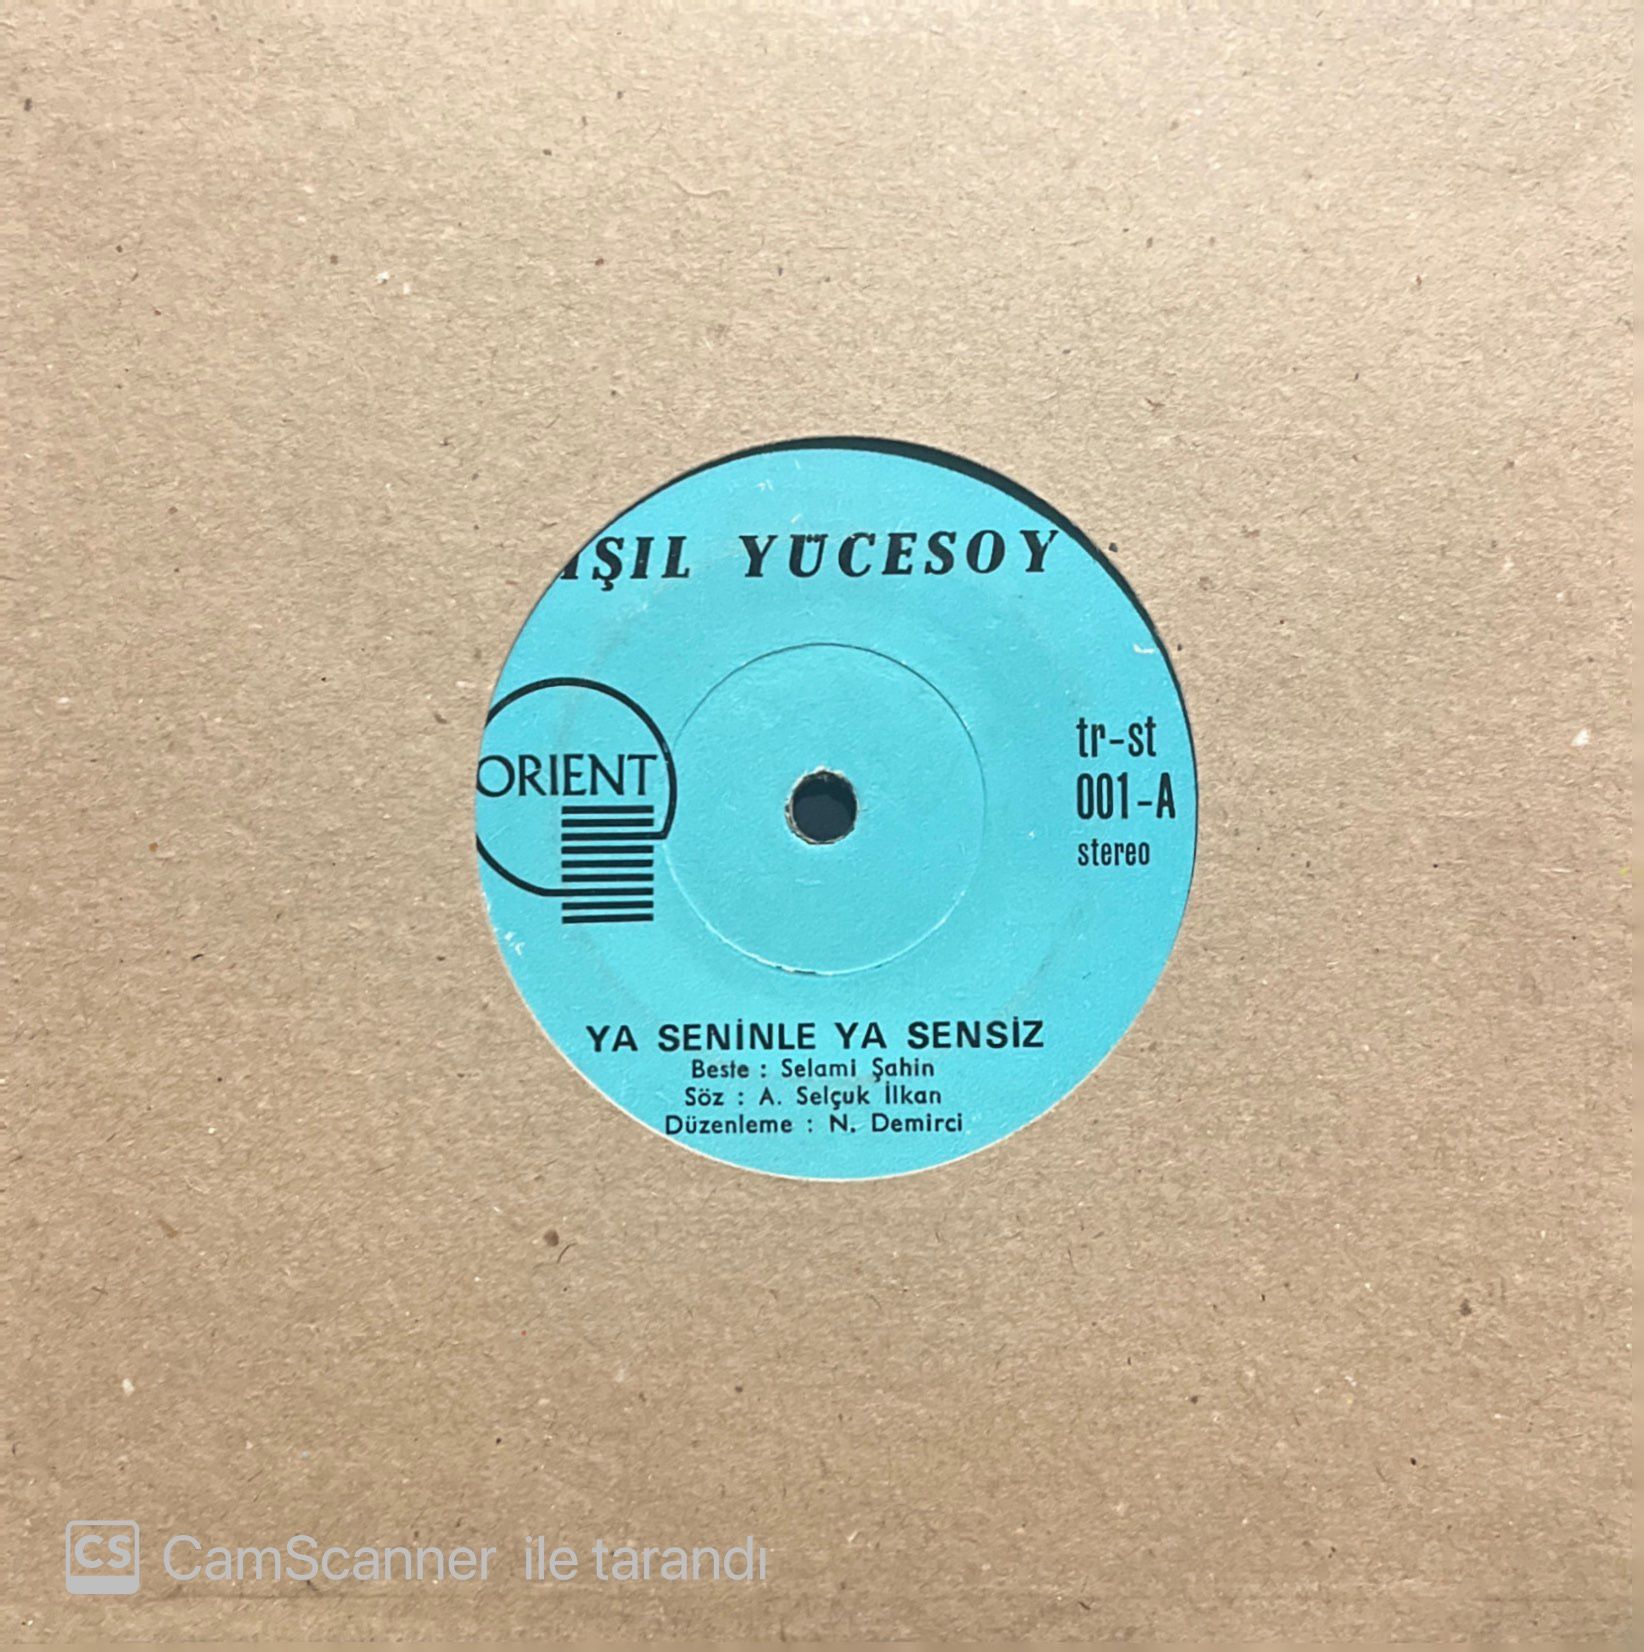 IŞIL YÜCESOY
ORIENT
tr-st
001-A
stereo
YA SENİNLE YA SENSİZ
Beste : Selami Şahin
Söz : A. Selçuk İlkan
Düzenleme : N. Demirci
CS CamScanner ile tarandı